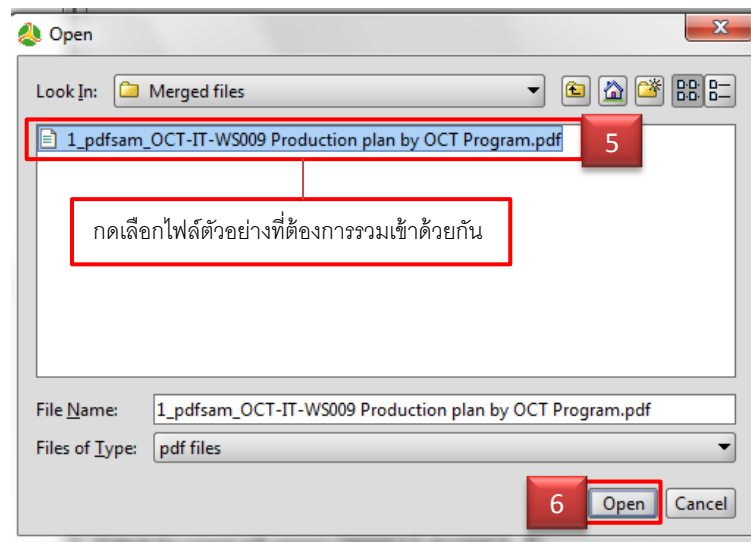 Open
Look In: Merged files
1_pdfsam_OCT-IT-WS009 Production plan by OCT Program.pdf
5
กดเลือกไฟล์ตัวอย่างที่ต้องการรวมเข้าด้วยกัน
File Name: 1_pdfsam_OCT-IT-WS009 Production plan by OCT Program.pdf
Files of Type: pdf files
6 Open Cancel